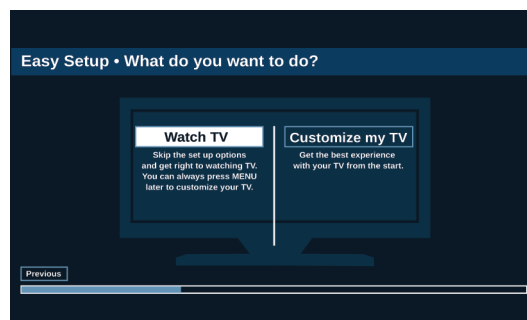 Easy Setup • What do you want to do?
Watch TV
Skip the set up options
and get right to watching TV.
You can always press MENU
later to customize your TV.
Customize my TV
Get the best experience
with your TV from the start.
Previous